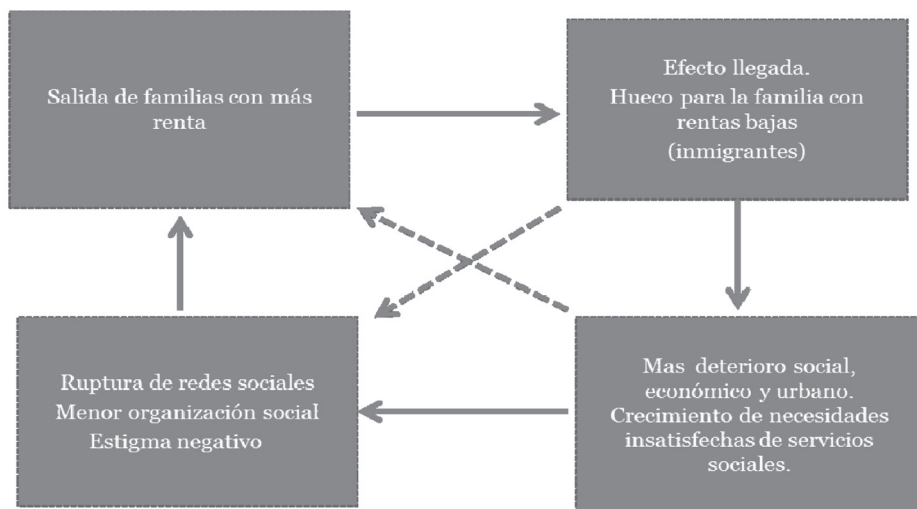 Salida de familias con más
renta
Efecto llegada.
Hueco para la familia con
rentas bajas
(inmigrantes)
Ruptura de redes sociales
Menor organización social
Estigma negativo
Mas deterioro social,
económico y urbano.
Crecimiento de necesidades
insatisfechas de servicios
sociales.